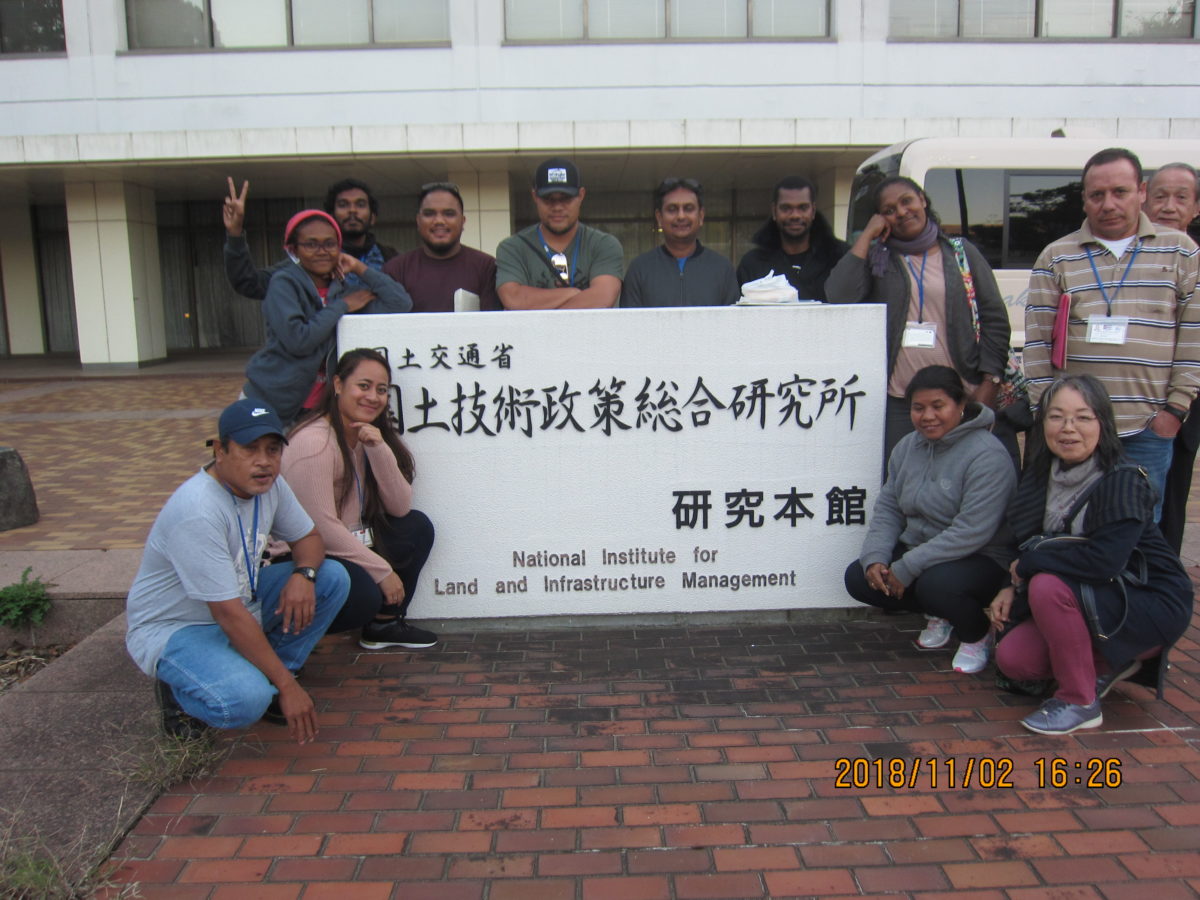 土交通省
土技術政策総合研究所
研究本館
National Institute for
Land and Infrastructure Management
2018/11/02 16:26